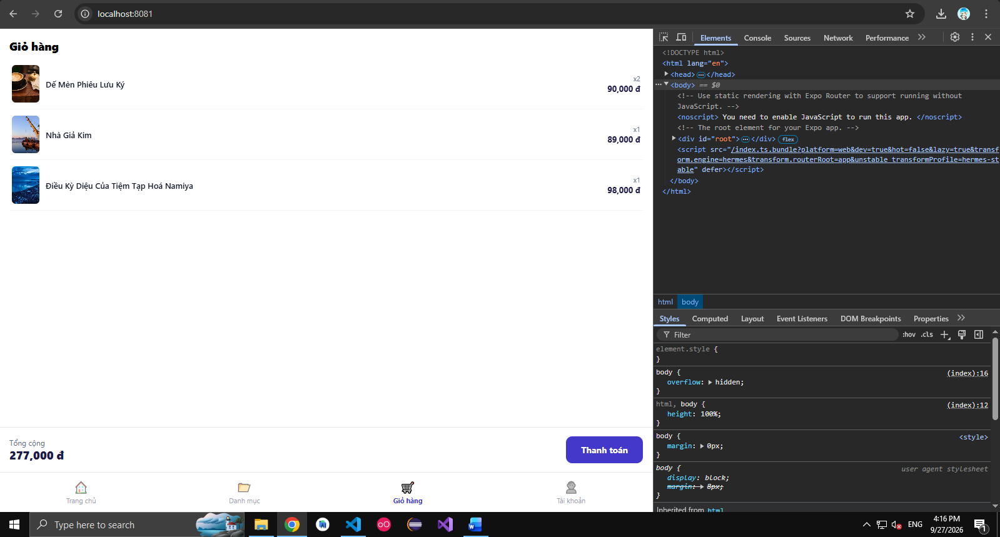 localhost:8081
Giỏ hàng
Dế Mèn Phiêu Lưu Ký
x2
90,000 đ
Nhà Giả Kim
x1
89,000 đ
Điều Kỳ Diệu Của Tiệm Tạp Hoá Namiya
x1
98,000 đ
Tổng cộng
277,000 đ
Thanh toán
Trang chủ
Danh mục
Giỏ hàng
Tài khoản
Elements Console Sources Network Performance
<!DOCTYPE html>
<html lang="en">
<head> </head>
<body> == $0
<!-- Use static rendering with Expo Router to support running without
JavaScript. -->
<noscript> You need to enable JavaScript to run this app. </noscript>
<!-- The root element for your Expo app. -->
<div id="root"> </div> flex
<script src="/index.ts.bundle?platform=web&dev=true&hot=false&lazy=true&transf
orm.engine=hermes&transform.routerRoot=app&unstable_transformProfile=hermes-st
able" defer></script>
</body>
</html>
html body
Styles Computed Layout Event Listeners DOM Breakpoints Properties
Filter :hov .cls
element.style {
}
body { (index):16
overflow: hidden;
}
html, body { (index):12
height: 100%;
}
body { <style>
margin: 0px;
}
body { user agent stylesheet
display: block;
margin: 8px;
}
Inherited from html
Type here to search
ENG
4:16 PM
9/27/2026
1